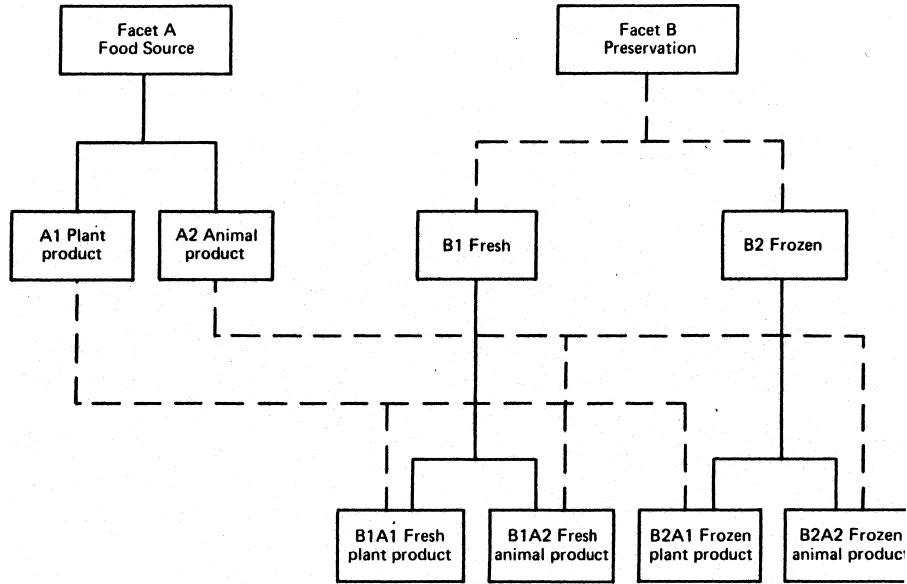 Facet A
Food Source
Facet B
Preservation
A1 Plant
product
A2 Animal
product
B1 Fresh
B2 Frozen
B1A1 Fresh
plant product
B1A2 Fresh
animal product
B2A1 Frozen
plant product
B2A2 Frozen
animal product